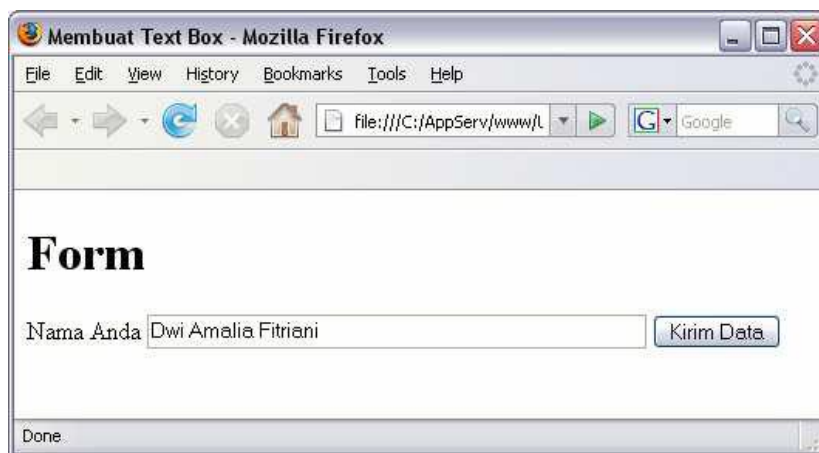 Membuat Text Box - Mozilla Firefox
File Edit View History Bookmarks Tools Help
file:///C:/AppServ/www/L G Google
Form
Nama Anda Dwi Amalia Fitriani Kirim Data
Done